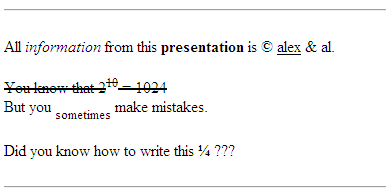 All information from this presentation is © alex & al.
You know that 2¹⁰ = 1024
But you sometimes make mistakes.
Did you know how to write this ¼ ???